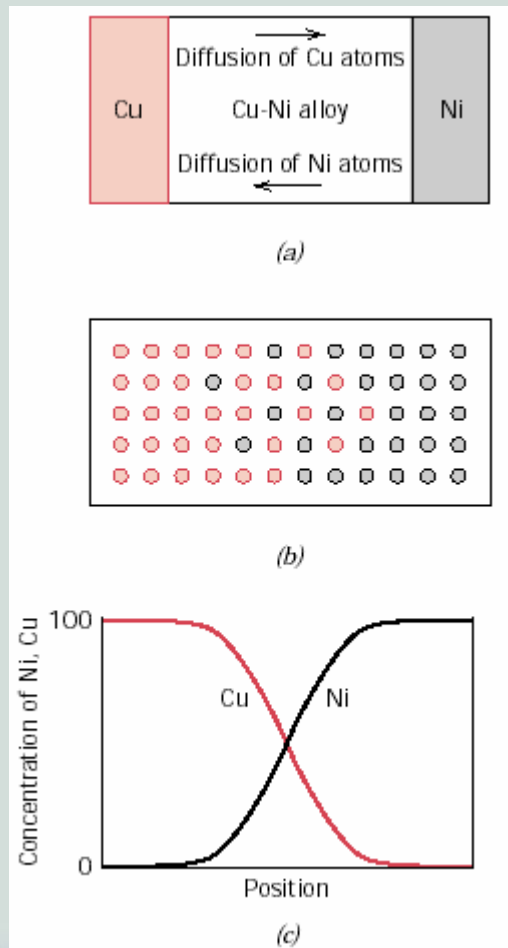 Diffusion of Cu atoms
Cu
Cu-Ni alloy
Ni
Diffusion of Ni atoms
(a)
(b)
Concentration of Ni, Cu
100
Cu
Ni
0
Position
(c)